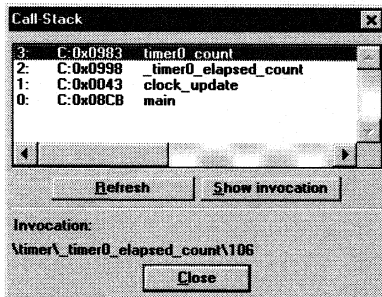 Call-Stack
3: C:0x0983 timer0_count
2: C:0x0998 _timer0_elapsed_count
1: C:0x0043 clock_update
0: C:0x08CB main
Refresh Show invocation
Invocation:
\timer\_timer0_elapsed_count\106
Close